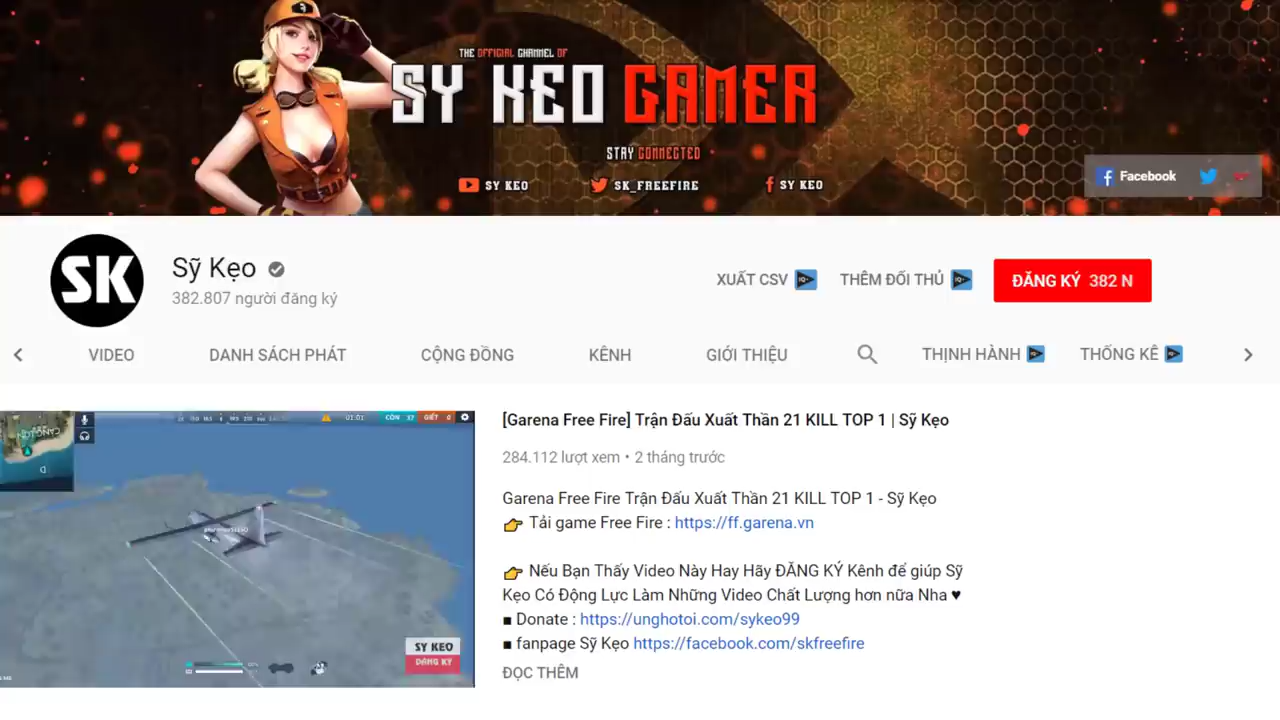 THE OFFICIAL CHANNEL OF
SY KEO GAMER
STAY CONNECTED
SY KEO
SK_FREEFIRE
SY KEO
Facebook
SK
Sỹ Kẹo
382.807 người đăng ký
XUẤT CSV
THÊM ĐỐI THỦ
ĐĂNG KÝ 382 N
VIDEO
DANH SÁCH PHÁT
CỘNG ĐỒNG
KÊNH
GIỚI THIỆU
THỊNH HÀNH
THỐNG KÊ
01:01
CÒN 37
GIẾT 0
SY KEO
ĐĂNG KÝ
[Garena Free Fire] Trận Đấu Xuất Thần 21 KILL TOP 1 | Sỹ Kẹo
284.112 lượt xem • 2 tháng trước
Garena Free Fire Trận Đấu Xuất Thần 21 KILL TOP 1 - Sỹ Kẹo
👉 Tải game Free Fire : https://ff.garena.vn
👉 Nếu Bạn Thấy Video Này Hay Hãy ĐĂNG KÝ Kênh để giúp Sỹ
Kẹo Có Động Lực Làm Những Video Chất Lượng hơn nữa Nha ♥
■ Donate : https://unghotoi.com/sykeo99
■ fanpage Sỹ Kẹo https://facebook.com/skfreefire
ĐỌC THÊM